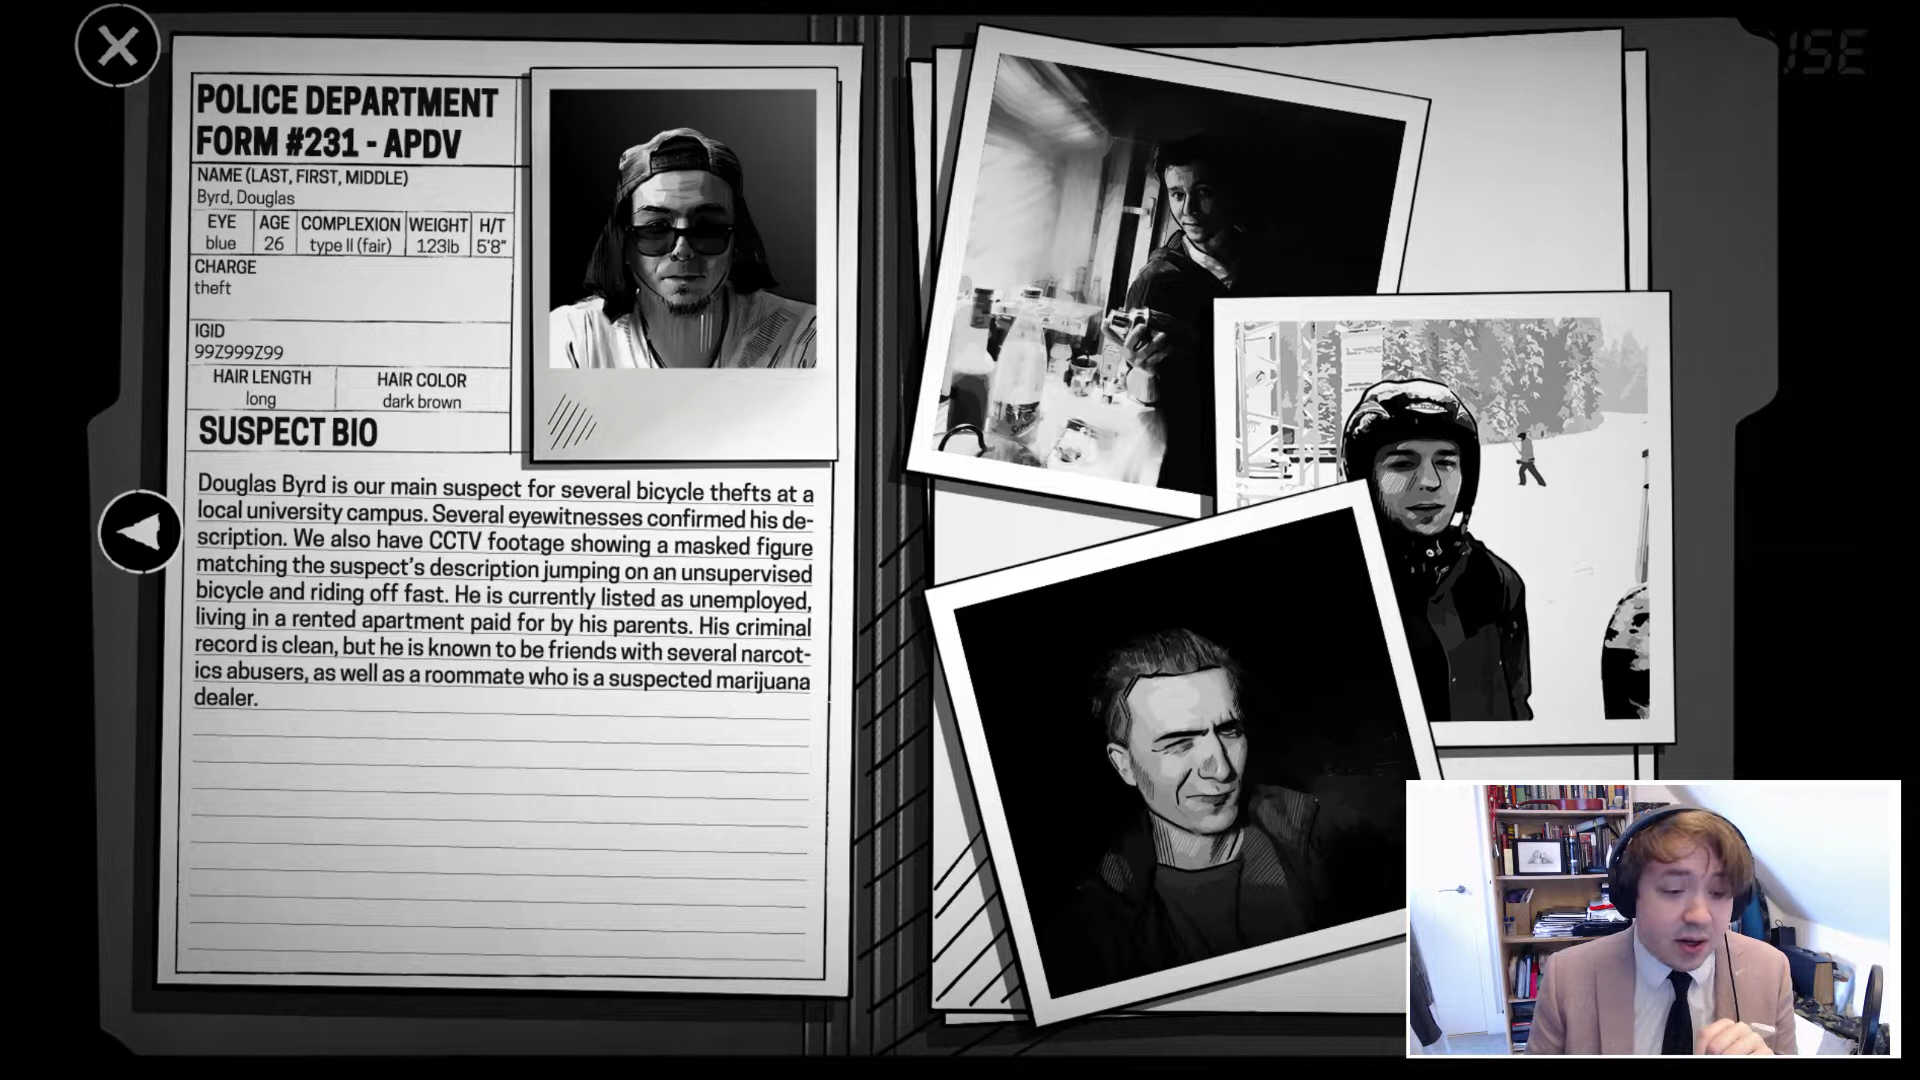 USE
POLICE DEPARTMENT
FORM #231 - APDV
NAME (LAST, FIRST, MIDDLE)
Byrd, Douglas
EYE AGE COMPLEXION WEIGHT H/T
blue 26 type II (fair) 123lb 5'8"
CHARGE
theft
IGID
99Z999Z99
HAIR LENGTH HAIR COLOR
long dark brown
SUSPECT BIO
Douglas Byrd is our main suspect for several bicycle thefts at a
local university campus. Several eyewitnesses confirmed his de-
scription. We also have CCTV footage showing a masked figure
matching the suspect's description jumping on an unsupervised
bicycle and riding off fast. He is currently listed as unemployed,
living in a rented apartment paid for by his parents. His criminal
record is clean, but he is known to be friends with several narcot-
ics abusers, as well as a roommate who is a suspected marijuana
dealer.